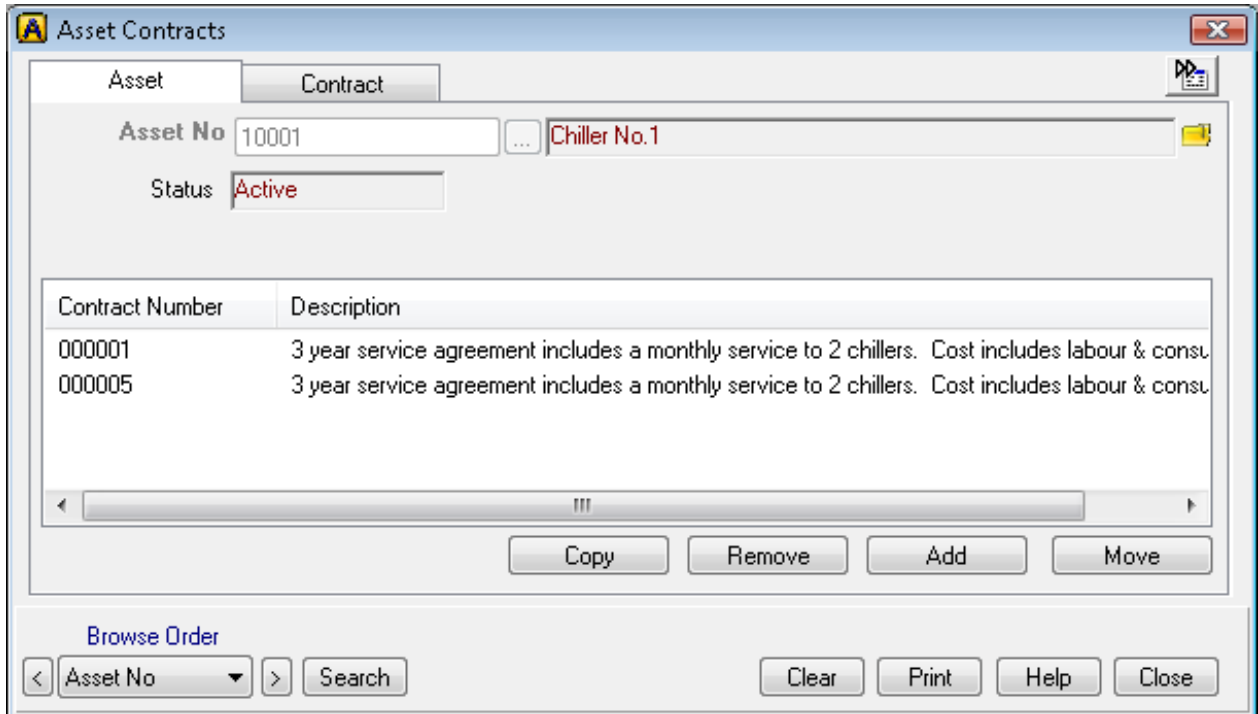 Asset Contracts
Asset Contract
Asset No 10001 ... Chiller No.1
Status Active
Contract Number Description
000001 3 year service agreement includes a monthly service to 2 chillers. Cost includes labour & consu
000005 3 year service agreement includes a monthly service to 2 chillers. Cost includes labour & consu
Copy Remove Add Move
Browse Order
< Asset No > Search Clear Print Help Close